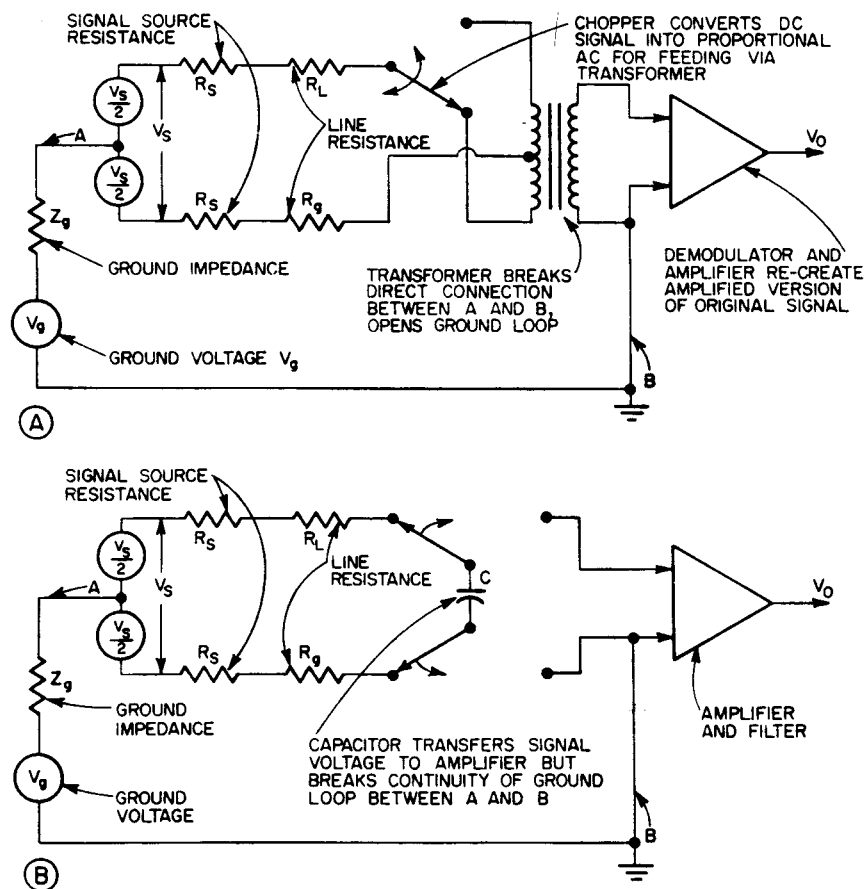 SIGNAL SOURCE
RESISTANCE
CHOPPER CONVERTS DC
SIGNAL INTO PROPORTIONAL
AC FOR FEEDING VIA
TRANSFORMER
RS
RL
VS/2
A
VS
LINE
RESISTANCE
VO
VS/2
RS
Rg
Zg
GROUND IMPEDANCE
TRANSFORMER BREAKS
DIRECT CONNECTION
BETWEEN A AND B,
OPENS GROUND LOOP
DEMODULATOR AND
AMPLIFIER RE-CREATE
AMPLIFIED VERSION
OF ORIGINAL SIGNAL
Vg
GROUND VOLTAGE Vg
B
A
SIGNAL SOURCE
RESISTANCE
RS
RL
VS/2
A
VS
LINE
RESISTANCE
C
VO
VS/2
RS
Rg
Zg
GROUND
IMPEDANCE
CAPACITOR TRANSFERS SIGNAL
VOLTAGE TO AMPLIFIER BUT
BREAKS CONTINUITY OF GROUND
LOOP BETWEEN A AND B
AMPLIFIER
AND FILTER
Vg
GROUND
VOLTAGE
B
B